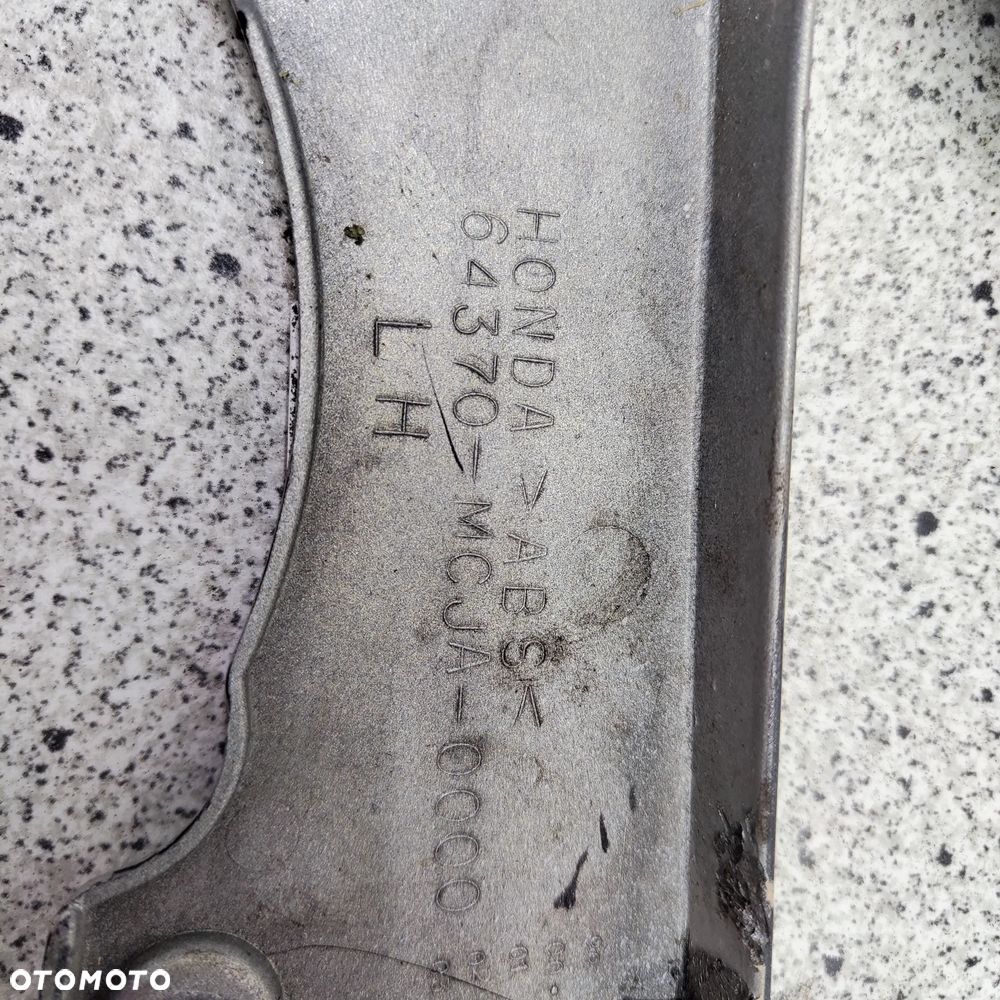 HONDA >ABS<
64370-MCJA-0000
LH
OTOMOTO